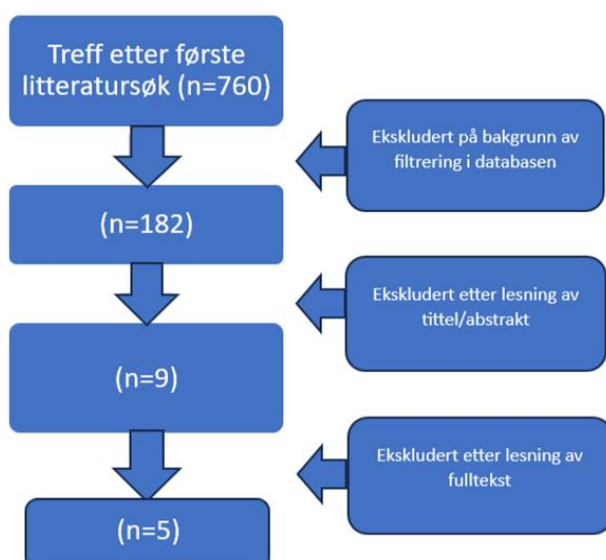 Treff etter første
litteratursøk (n=760)
Ekskludert på bakgrunn av
filtrering i databasen
(n=182)
Ekskludert etter lesning av
tittel/abstrakt
(n=9)
Ekskludert etter lesning av
fulltekst
(n=5)